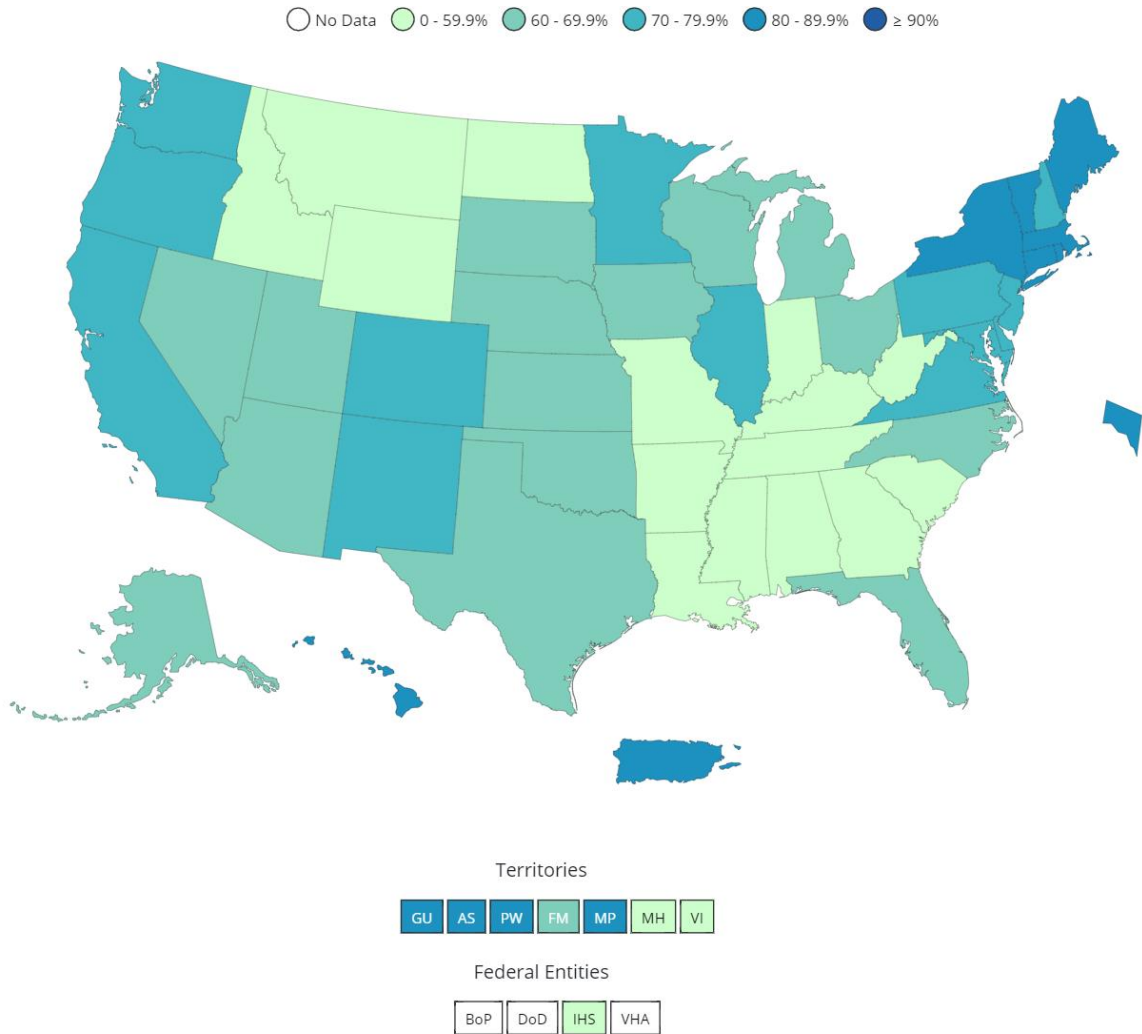 No Data 0 - 59.9% 60 - 69.9% 70 - 79.9% 80 - 89.9% ≥ 90%
Territories
GU AS PW FM MP MH VI
Federal Entities
BoP DoD IHS VHA